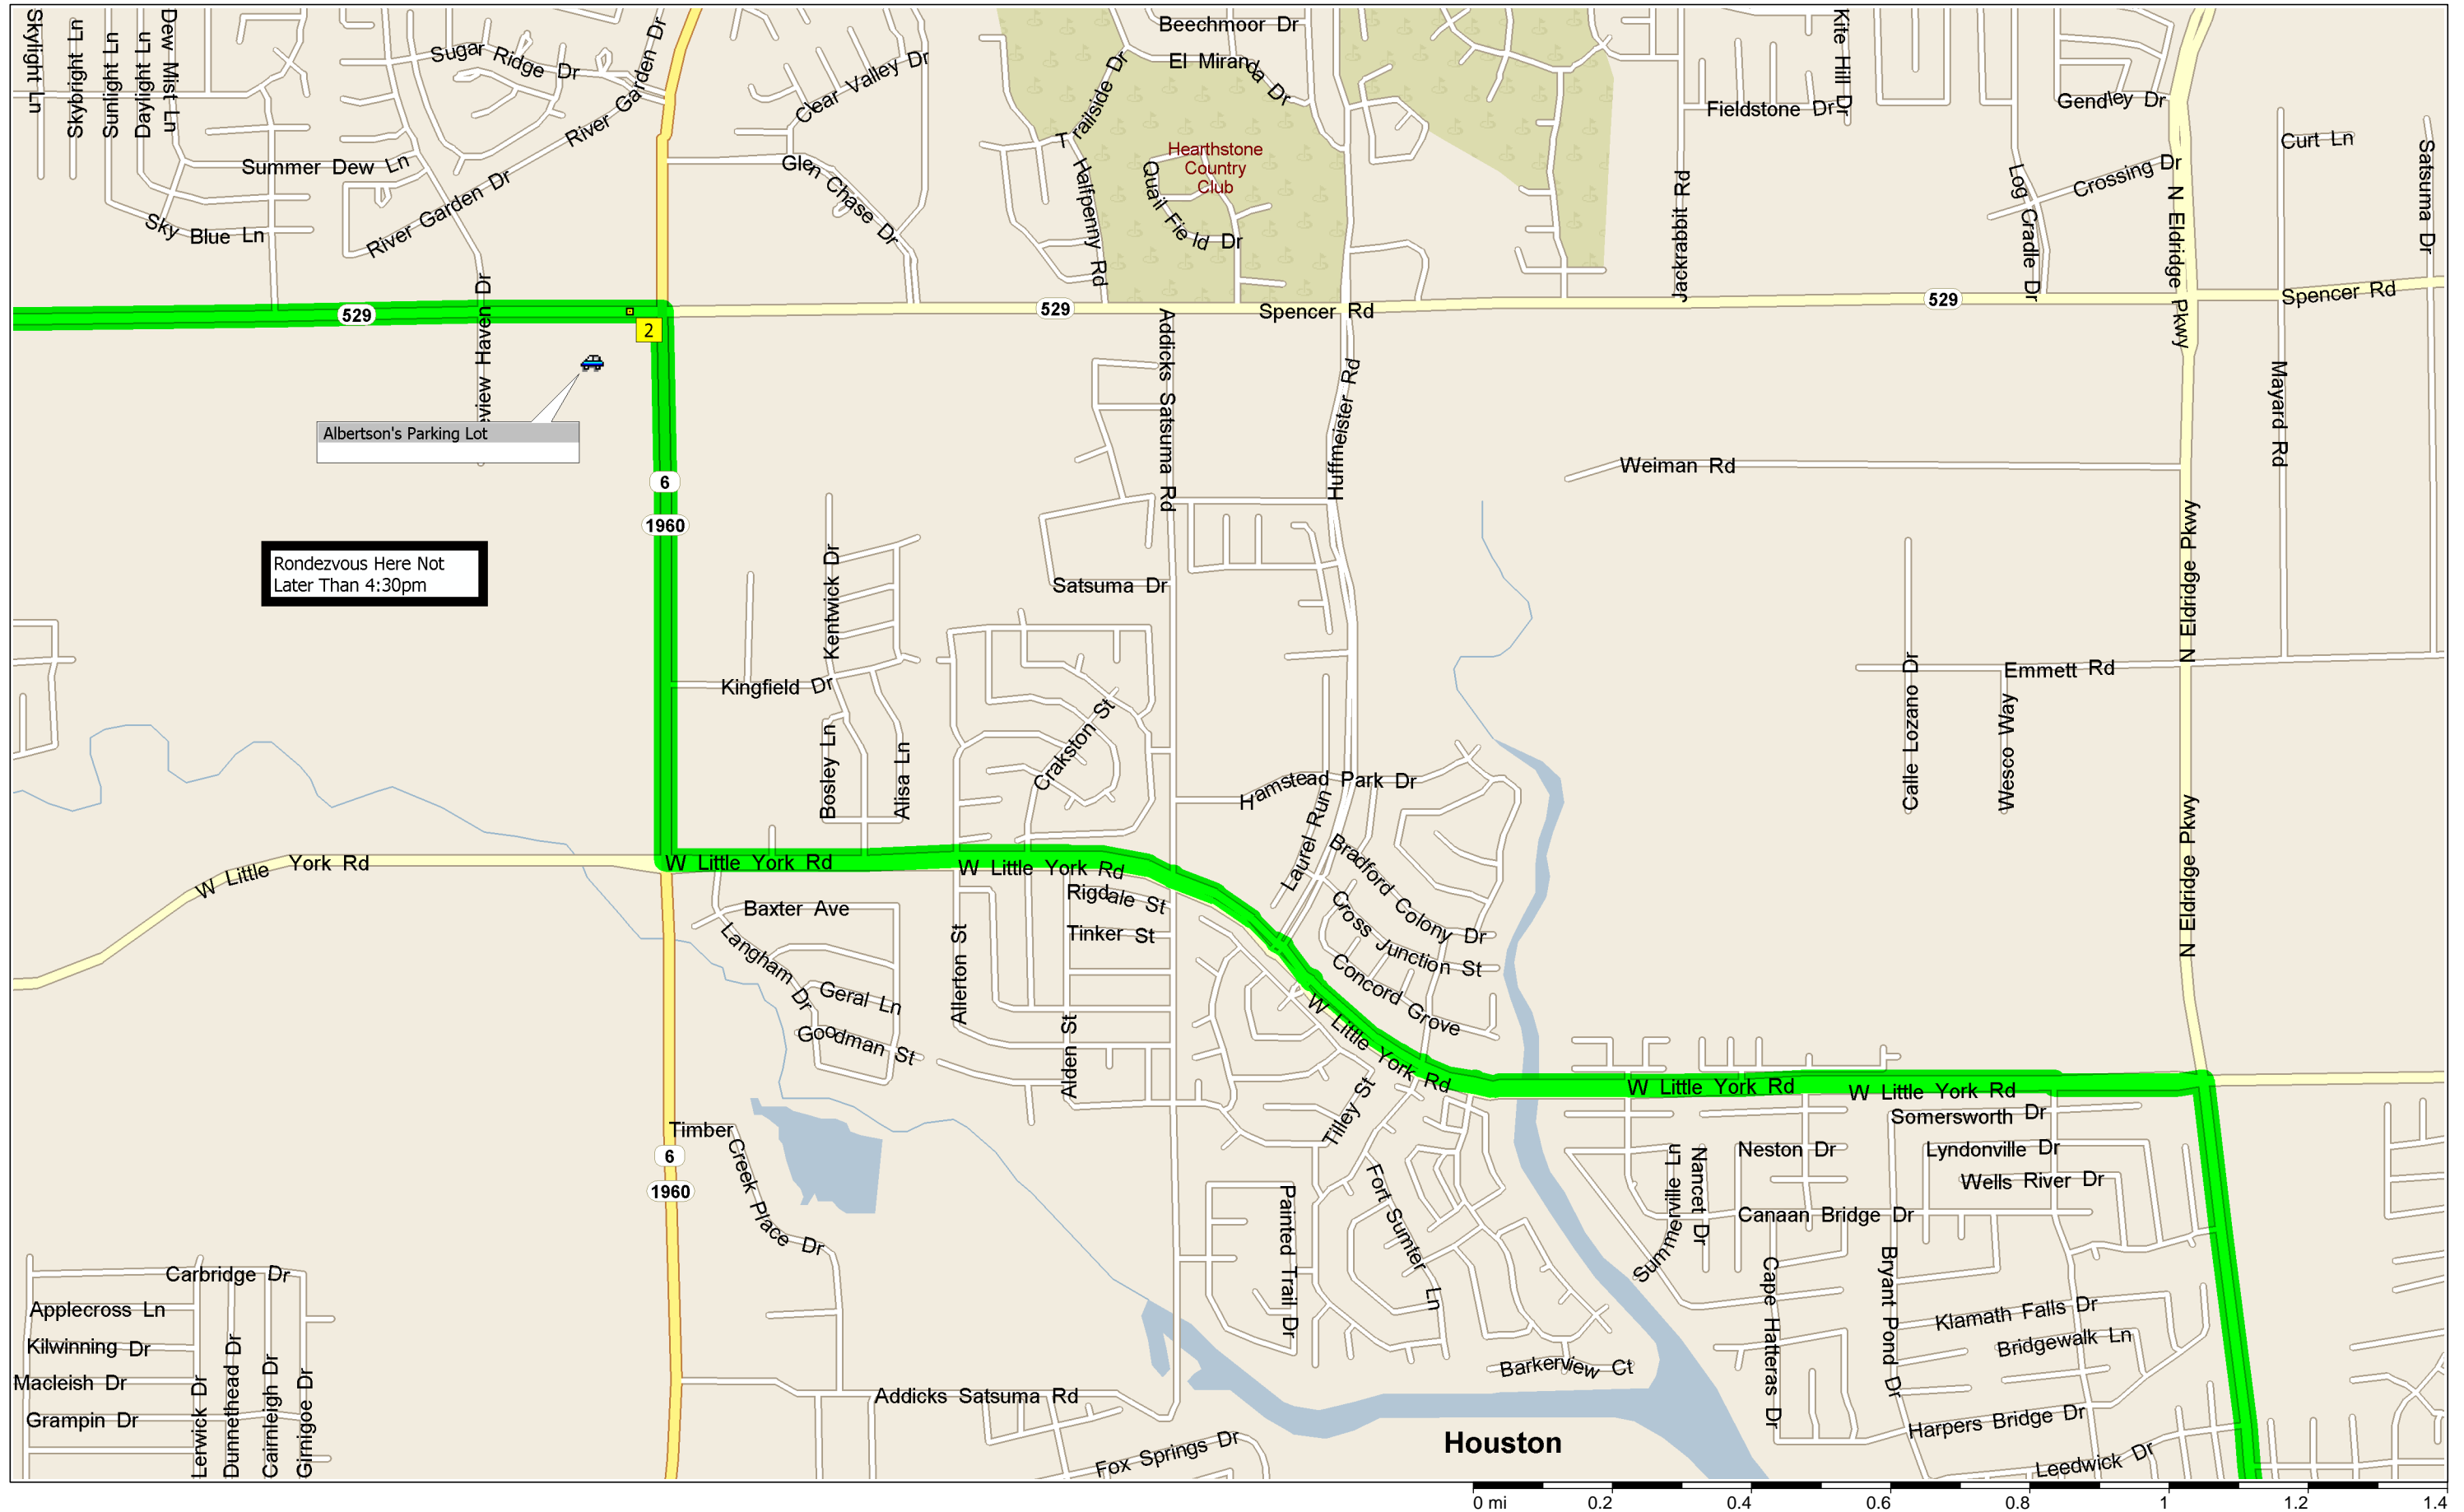 Skylight Ln
Skybright Ln
Sunlight Ln
Daylight Ln
Dew Mist Ln
Sugar Ridge Dr
River Garden Dr
Clear Valley Dr
Beechmoor Dr
El Miranda Dr
Trailside Dr
Kite Hill Dr
Fieldstone Dr
Gendley Dr
Curt Ln
Satsuma Dr
Summer Dew Ln
River Garden Dr
Sky Blue Ln
Glen Chase Dr
Halfpenny Rd
Hearthstone
Country
Club
Quail Field Dr
Jackrabbit Rd
Log Cradle Dr
Crossing Dr
N Eldridge Pkwy
529
529
Spencer Rd
529
Spencer Rd
2
eview Haven Dr
Albertson's Parking Lot
Addicks Satsuma Rd
Huffmeister Rd
Mayard Rd
Weiman Rd
6
1960
Rondezvous Here Not
Later Than 4:30pm
Kentwick Dr
Satsuma Dr
N Eldridge Pkwy
Kingfield Dr
Emmett Rd
Calle Lozano Dr
Wesco Way
Bosley Ln
Alisa Ln
Crakston St
Hamstead Park Dr
Laurel Run
Bradford Colony Dr
N Eldridge Pkwy
W Little York Rd
W Little York Rd
W Little York Rd
Rigdale St
Baxter Ave
Tinker St
Langham Dr
Allerton St
Cross Junction St
Concord Grove
Geral Ln
Goodman St
Alden St
W Little York Rd
W Little York Rd
W Little York Rd
Tilley St
Somersworth Dr
Timber Creek Place Dr
6
1960
Neston Dr
Lyndonville Dr
Wells River Dr
Summerville Ln
Nancet Dr
Canaan Bridge Dr
Painted Trail Dr
Fort Sumter Ln
Cape Hatteras Dr
Bryant Pond Dr
Carbridge Dr
Applecross Ln
Kilwinning Dr
Macleish Dr
Grampin Dr
Lerwick Dr
Dunnethead Dr
Cairnleigh Dr
Girnigoe Dr
Klamath Falls Dr
Bridgewalk Ln
Barkerview Ct
Addicks Satsuma Rd
Harpers Bridge Dr
Fox Springs Dr
Houston
Leedwick Dr
0 mi 0.2 0.4 0.6 0.8 1 1.2 1.4